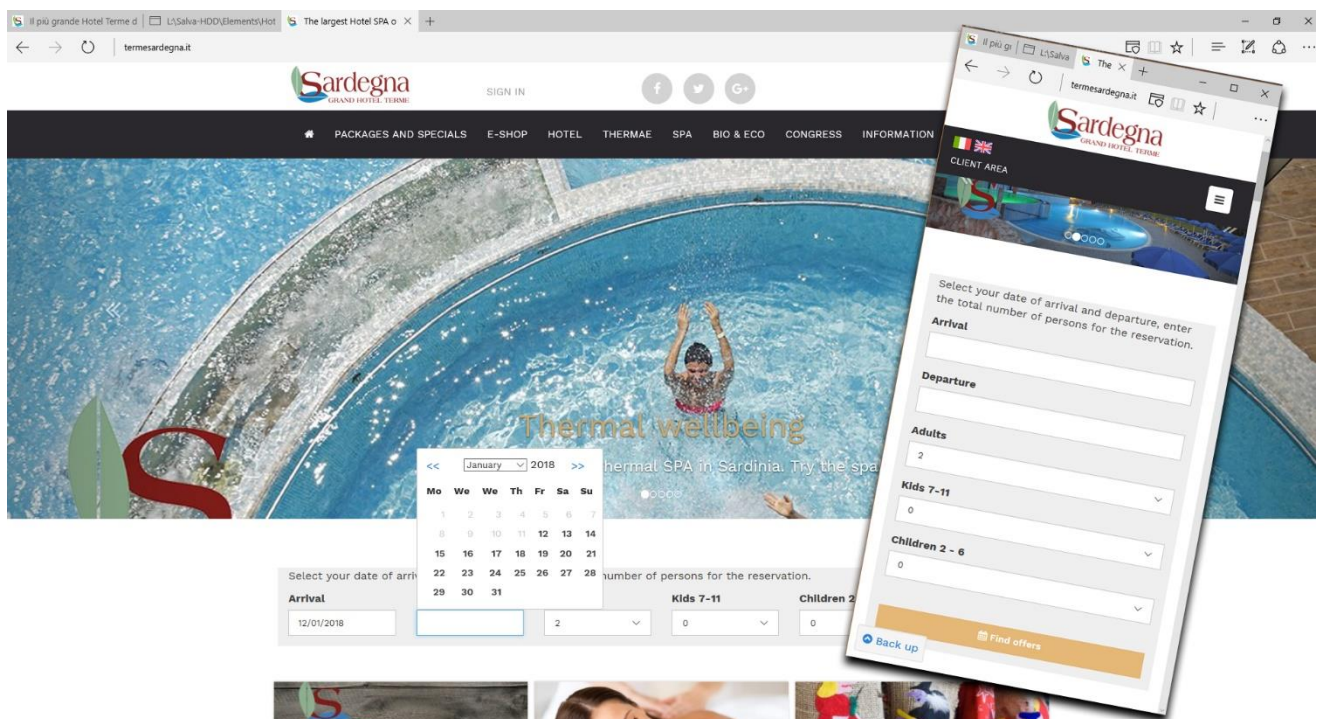 Il più grande Hotel Terme d
L:\Salva-HDD\Elements\Hot
The largest Hotel SPA o
termesardegna.it
Sardegna
GRAND HOTEL TERME
SIGN IN
f
G+
PACKAGES AND SPECIALS E-SHOP HOTEL THERMAE SPA BIO & ECO CONGRESS INFORMATION
Thermal wellbeing
hermal SPA in Sardinia. Try the spa
<< January 2018 >>
Mo We We Th Fr Sa Su
1 2 3 4 5 6 7
8 9 10 11 12 13 14
15 16 17 18 19 20 21
22 23 24 25 26 27 28
29 30 31
Select your date of arri number of persons for the reservation.
Arrival Kids 7-11 Children 2
12/01/2018 2 0 0
Il più gi
L:\Salva
The
termesardegna.it
Sardegna
GRAND HOTEL TERME
CLIENT AREA
Select your date of arrival and departure, enter
the total number of persons for the reservation.
Arrival
Departure
Adults
2
Kids 7-11
0
Children 2 - 6
0
Find offers
Back up